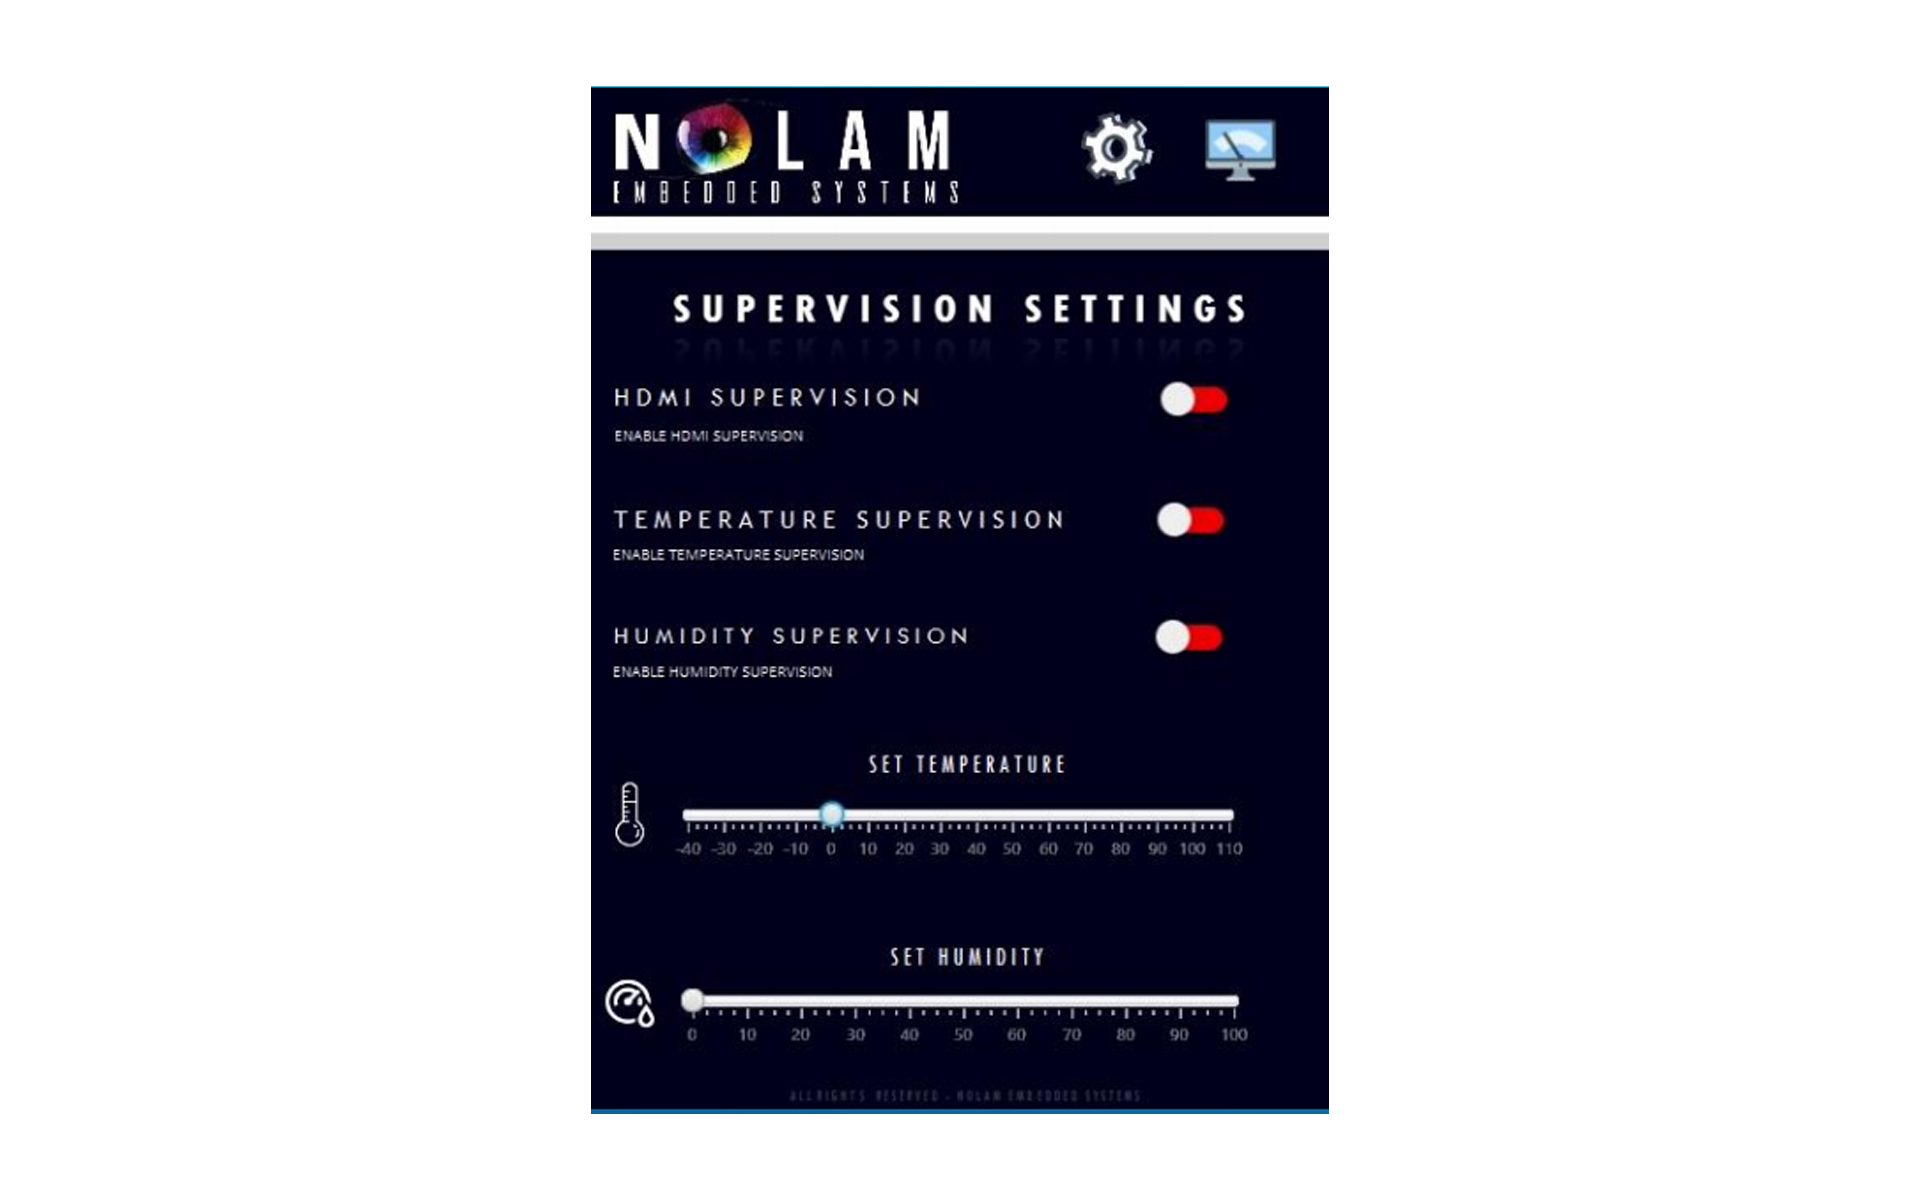 NOLAM
EMBEDDED SYSTEMS
SUPERVISION SETTINGS
HDMI SUPERVISION
ENABLE HDMI SUPERVISION
TEMPERATURE SUPERVISION
ENABLE TEMPERATURE SUPERVISION
HUMIDITY SUPERVISION
ENABLE HUMIDITY SUPERVISION
SET TEMPERATURE
-40 -30 -20 -10 0 10 20 30 40 50 60 70 80 90 100 110
SET HUMIDITY
0 10 20 30 40 50 60 70 80 90 100
ALL RIGHTS RESERVED - NOLAM EMBEDDED SYSTEMS